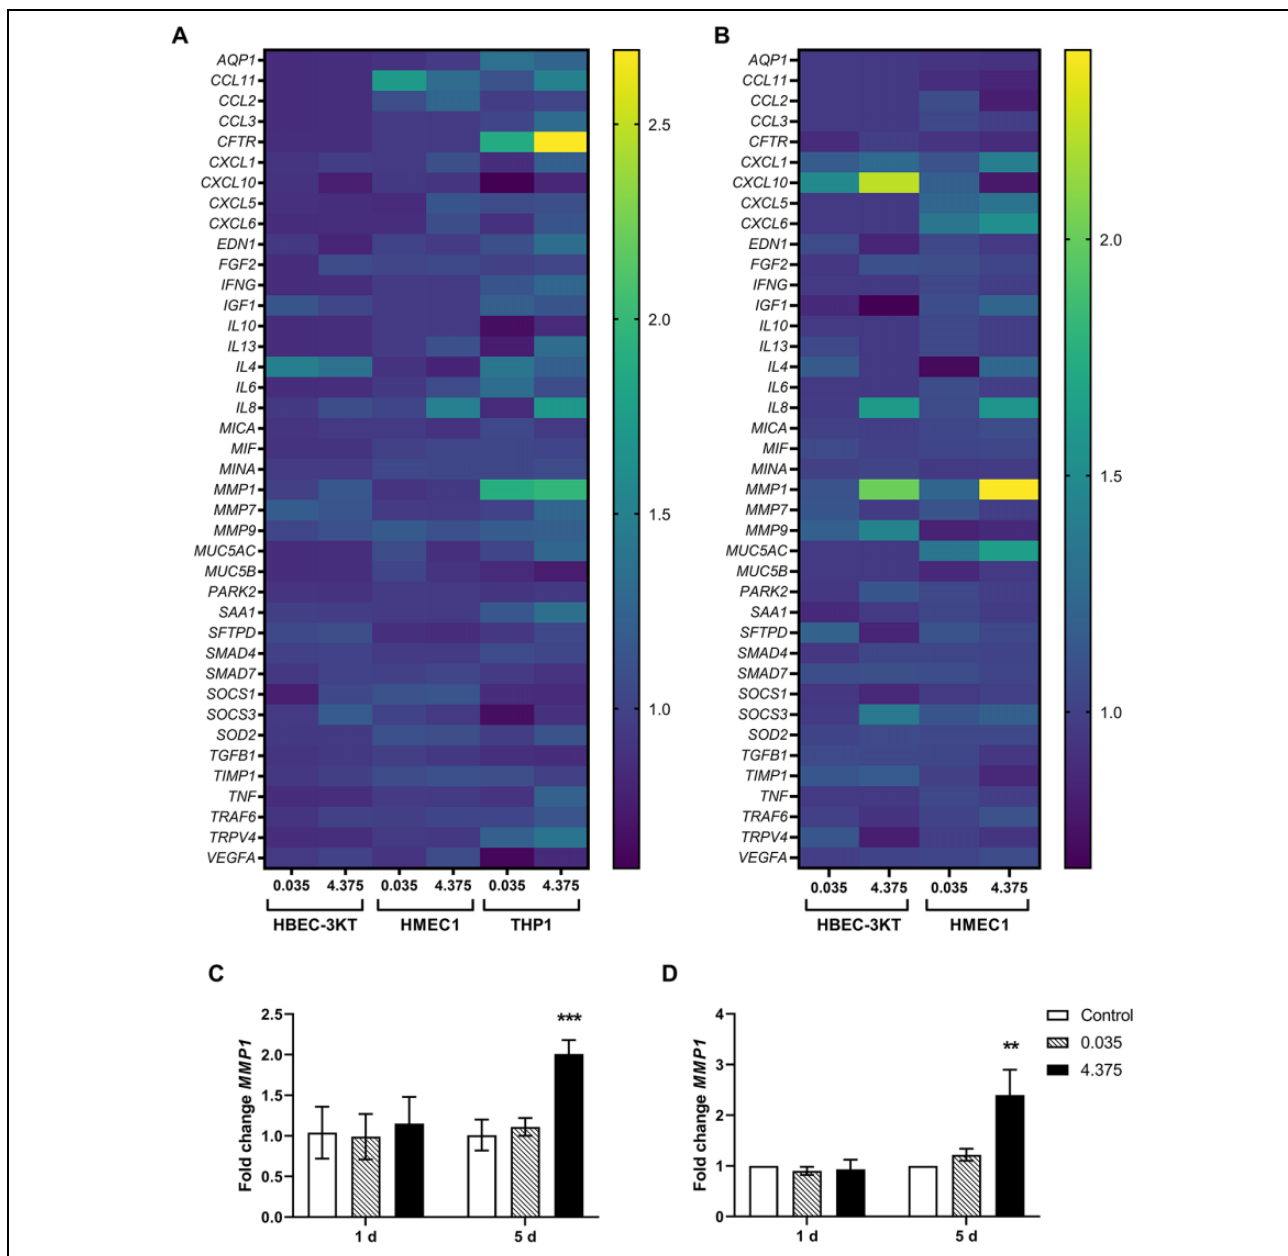 A
B
AQP1
CCL11
CCL2
CCL3
CFTR
CXCL1
CXCL10
CXCL5
CXCL6
EDN1
FGF2
IFNG
IGF1
IL10
IL13
IL4
IL6
IL8
MICA
MIF
MINA
MMP1
MMP7
MMP9
MUC5AC
MUC5B
PARK2
SAA1
SFTPD
SMAD4
SMAD7
SOCS1
SOCS3
SOD2
TGFB1
TIMP1
TNF
TRAF6
TRPV4
VEGFA
0.035 4.375 0.035 4.375 0.035 4.375
HBEC-3KT HMEC1 THP1
2.5
2.0
1.5
1.0
AQP1
CCL11
CCL2
CCL3
CFTR
CXCL1
CXCL10
CXCL5
CXCL6
EDN1
FGF2
IFNG
IGF1
IL10
IL13
IL4
IL6
IL8
MICA
MIF
MINA
MMP1
MMP7
MMP9
MUC5AC
MUC5B
PARK2
SAA1
SFTPD
SMAD4
SMAD7
SOCS1
SOCS3
SOD2
TGFB1
TIMP1
TNF
TRAF6
TRPV4
VEGFA
0.035 4.375 0.035 4.375
HBEC-3KT HMEC1
2.0
1.5
1.0
C
Fold change MMP1
2.5
2.0
1.5
1.0
0.5
0.0
***
1 d 5 d
D
Fold change MMP1
4
3
2
1
0
**
1 d 5 d
Control
0.035
4.375